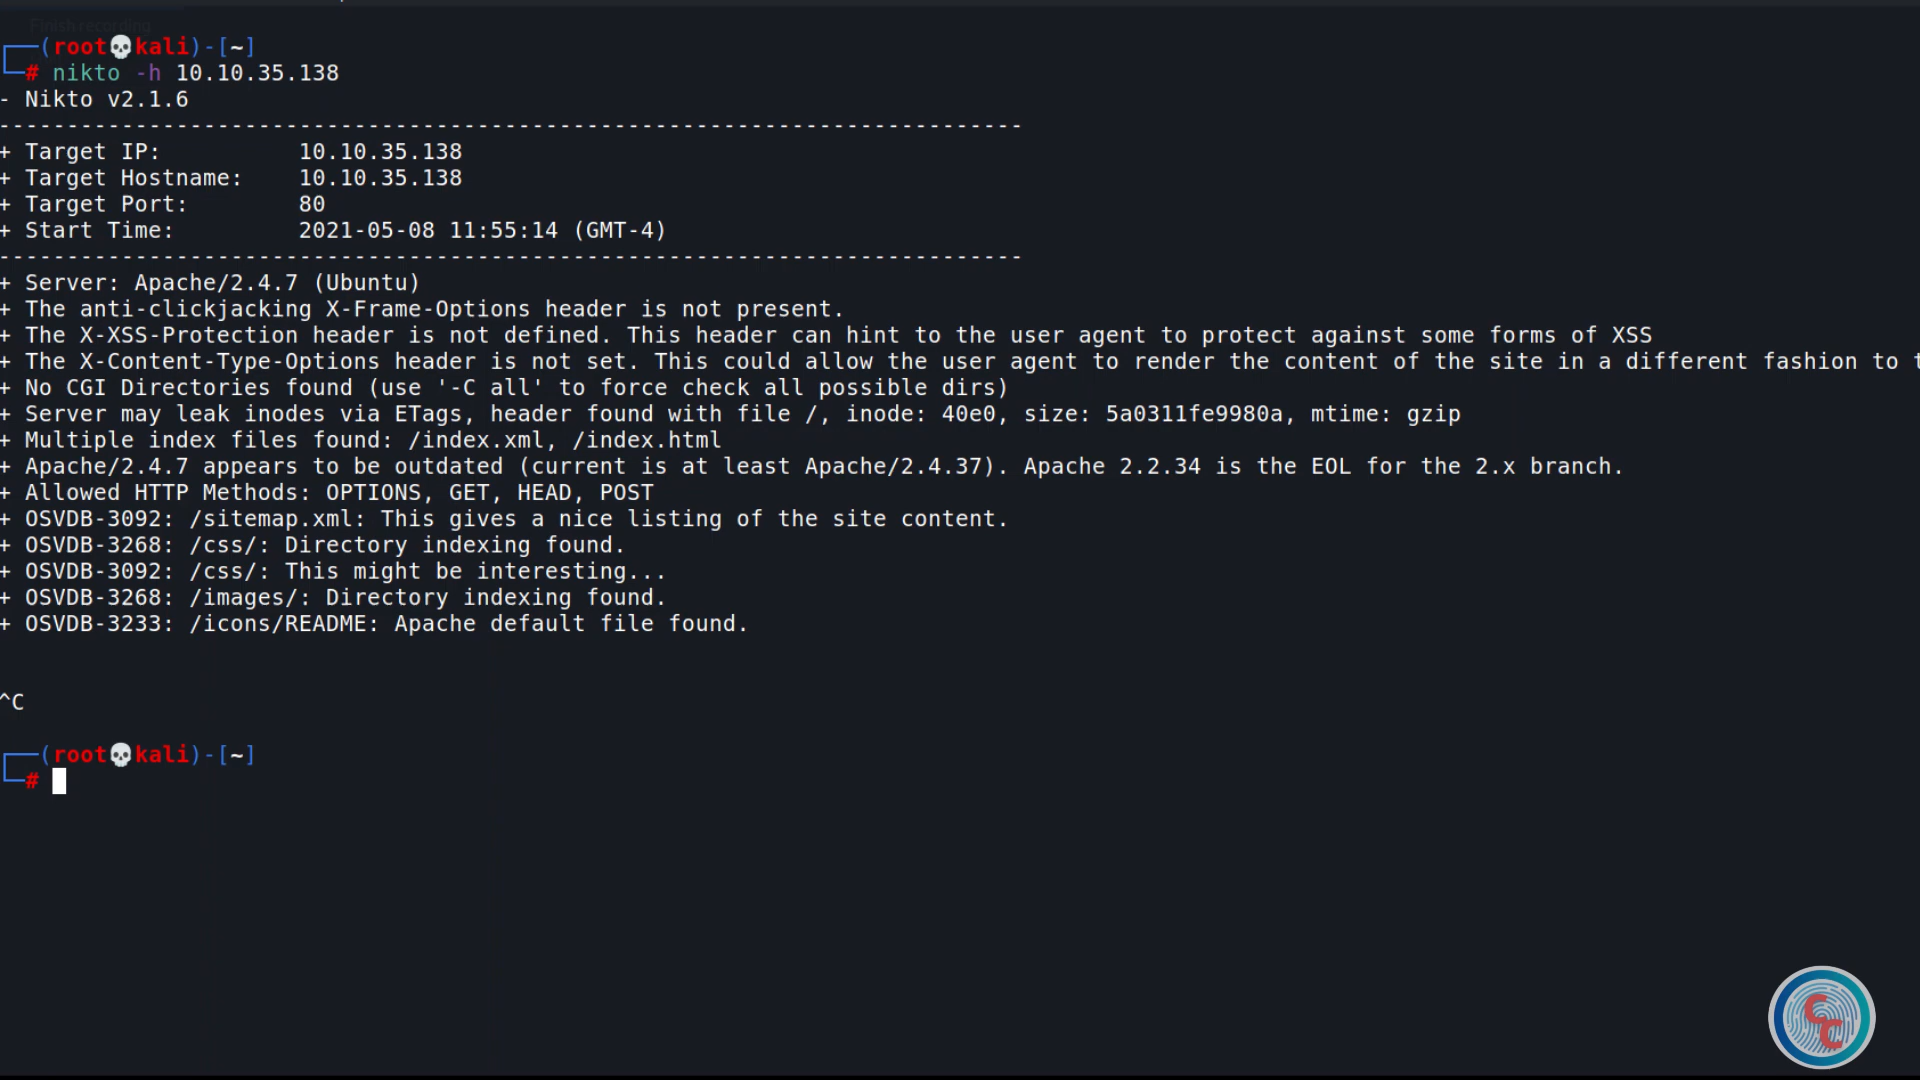 Finish recording
┌──(root💀kali)-[~]
└─# nikto -h 10.10.35.138
- Nikto v2.1.6
---------------------------------------------------------------------------
+ Target IP:          10.10.35.138
+ Target Hostname:    10.10.35.138
+ Target Port:        80
+ Start Time:         2021-05-08 11:55:14 (GMT-4)
---------------------------------------------------------------------------
+ Server: Apache/2.4.7 (Ubuntu)
+ The anti-clickjacking X-Frame-Options header is not present.
+ The X-XSS-Protection header is not defined. This header can hint to the user agent to protect against some forms of XSS
+ The X-Content-Type-Options header is not set. This could allow the user agent to render the content of the site in a different fashion to
+ No CGI Directories found (use '-C all' to force check all possible dirs)
+ Server may leak inodes via ETags, header found with file /, inode: 40e0, size: 5a0311fe9980a, mtime: gzip
+ Multiple index files found: /index.xml, /index.html
+ Apache/2.4.7 appears to be outdated (current is at least Apache/2.4.37). Apache 2.2.34 is the EOL for the 2.x branch.
+ Allowed HTTP Methods: OPTIONS, GET, HEAD, POST
+ OSVDB-3092: /sitemap.xml: This gives a nice listing of the site content.
+ OSVDB-3268: /css/: Directory indexing found.
+ OSVDB-3092: /css/: This might be interesting...
+ OSVDB-3268: /images/: Directory indexing found.
+ OSVDB-3233: /icons/README: Apache default file found.
^C
┌──(root💀kali)-[~]
└─#
CC